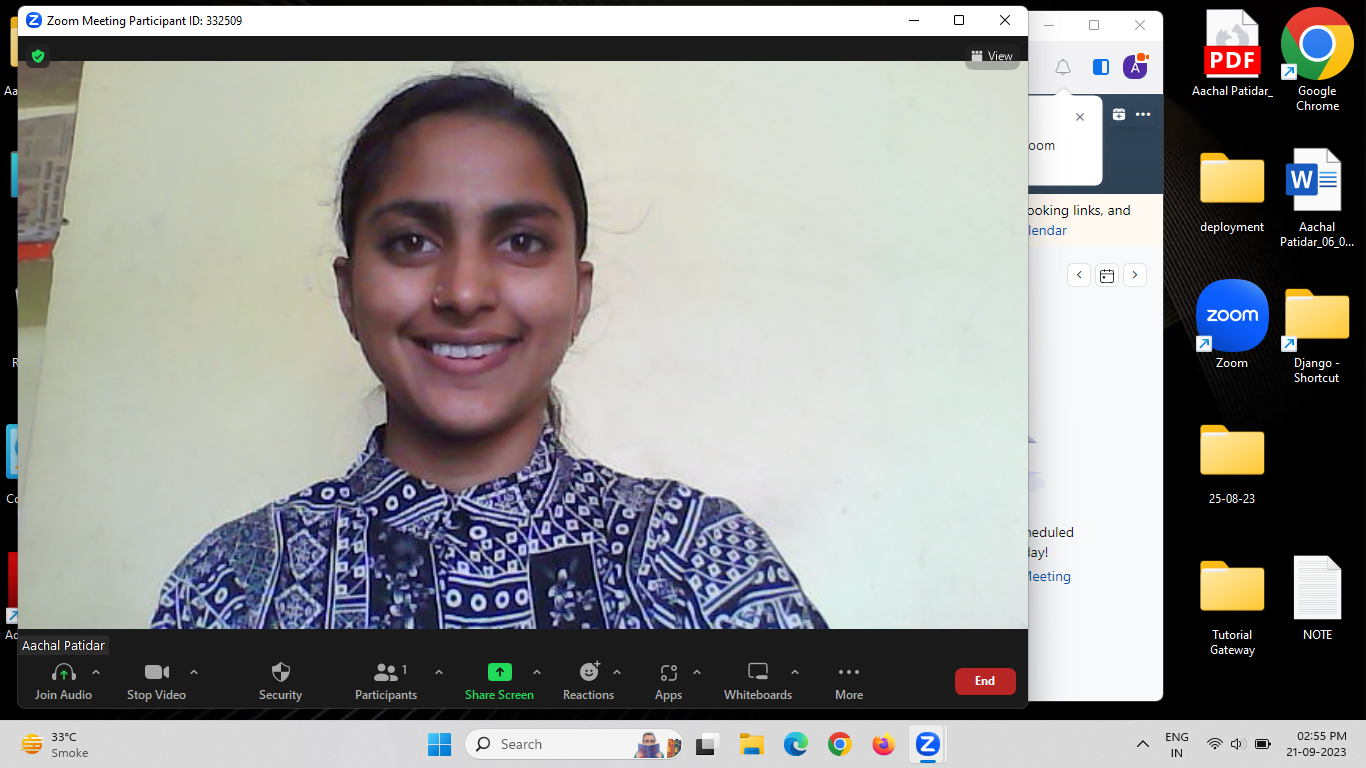 Zoom Meeting Participant ID: 332509
View
Aachal Patidar
Join Audio
Stop Video
Security
1
Participants
Share Screen
Reactions
Apps
Whiteboards
More
End
A
oom
ooking links, and
lendar
neduled
lay!
Meeting
PDF
Aachal Patidar_
Google
Chrome
deployment
W
Aachal
Patidar_06_0...
zoom
Zoom
Django -
Shortcut
25-08-23
Tutorial
Gateway
NOTE
Aa
R
Co
Ad
33°C
Smoke
Search
ENG
IN
02:55 PM
21-09-2023